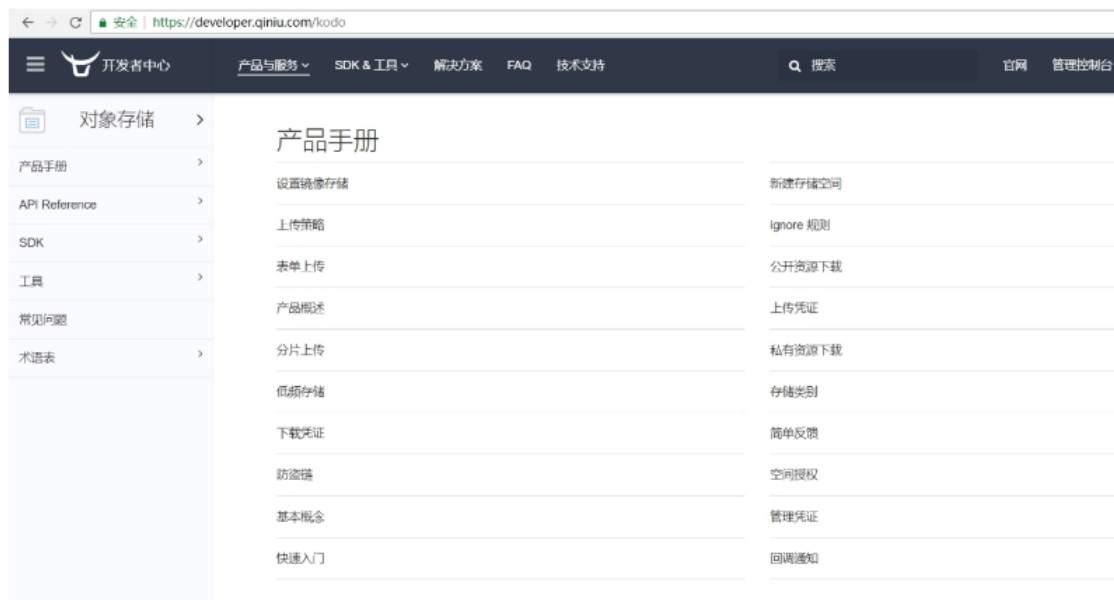 安全 https://developer.qiniu.com/kodo
开发者中心 产品与服务 SDK & 工具 解决方案 FAQ 技术支持 搜索 官网 管理控制台
对象存储
产品手册
API Reference
SDK
工具
常见问题
术语表
产品手册
设置镜像存储 新建存储空间
上传策略 ignore 规则
表单上传 公开资源下载
产品概述 上传凭证
分片上传 私有资源下载
低频存储 存储类别
下载凭证 简单反馈
防盗链 空间授权
基本概念 管理凭证
快速入门 回调通知